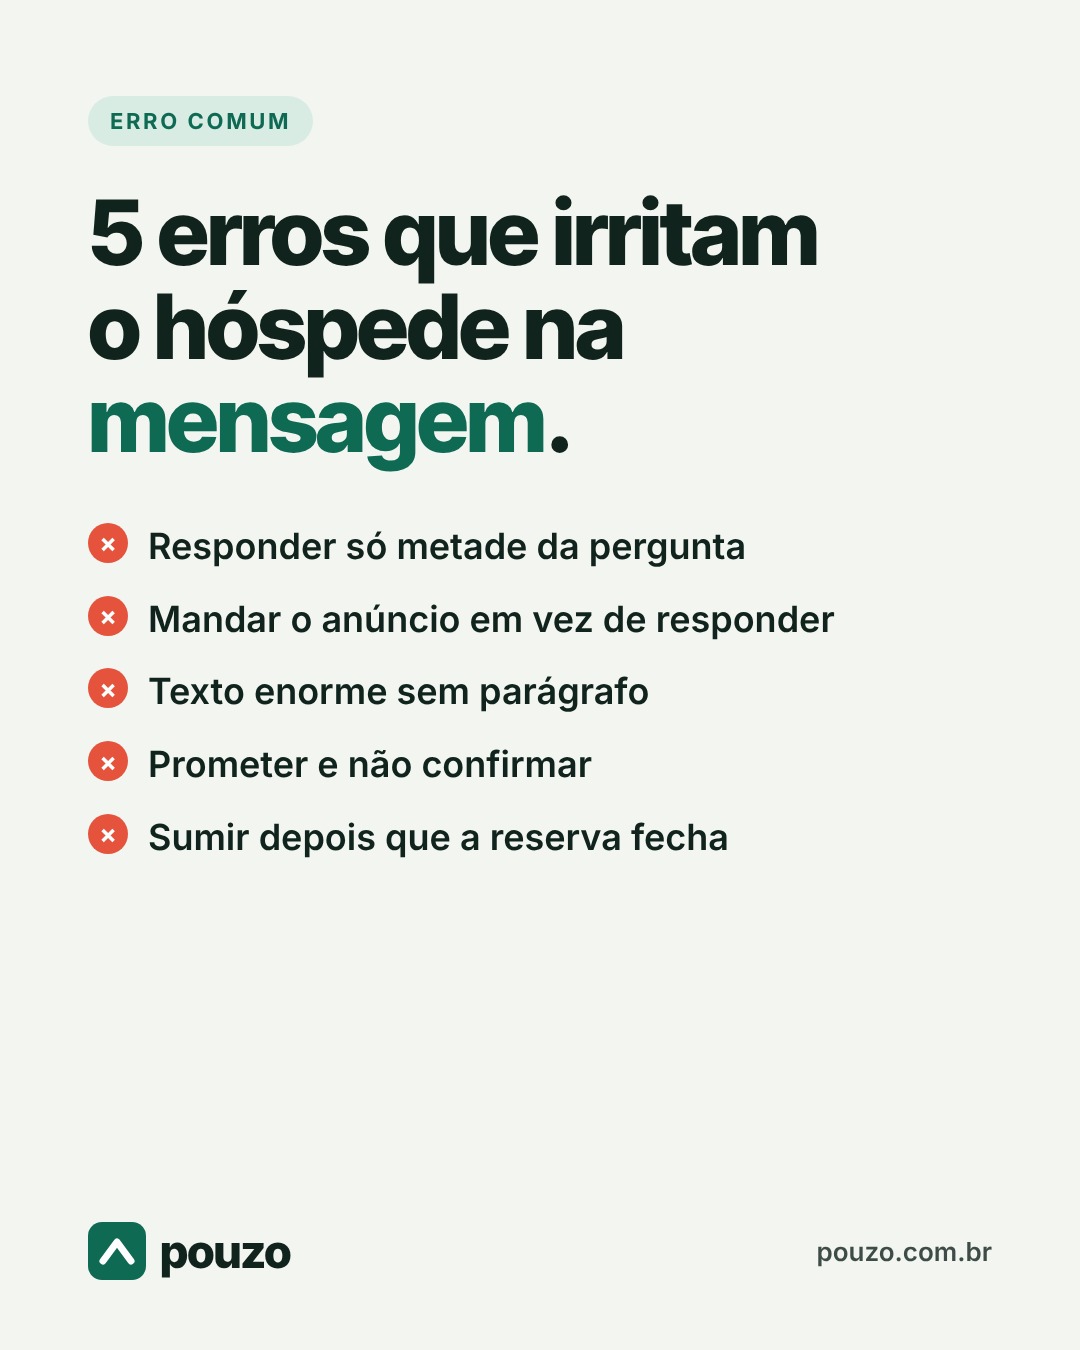 ERRO COMUM
5 erros que irritam
o hóspede na
mensagem.
Responder só metade da pergunta
Mandar o anúncio em vez de responder
Texto enorme sem parágrafo
Prometer e não confirmar
Sumir depois que a reserva fecha
pouzo
pouzo.com.br